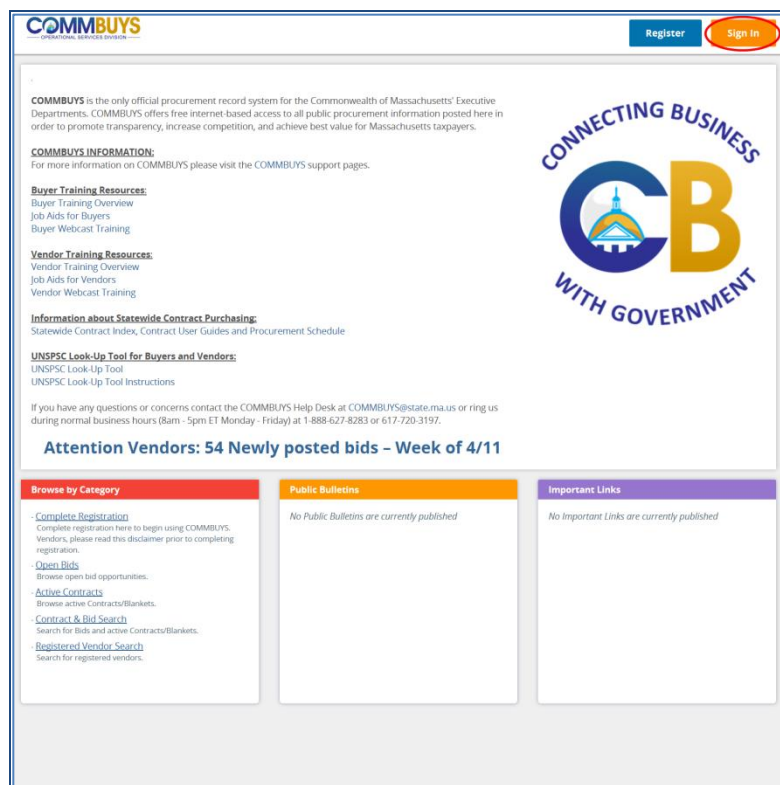 COMMBUYS
OPERATIONAL SERVICES DIVISION
Register
Sign In
COMMBUYS is the only official procurement record system for the Commonwealth of Massachusetts' Executive
Departments. COMMBUYS offers free internet-based access to all public procurement information posted here in
order to promote transparency, increase competition, and achieve best value for Massachusetts taxpayers.
COMMBUYS INFORMATION:
For more information on COMMBUYS please visit the COMMBUYS support pages.
Buyer Training Resources:
Buyer Training Overview
Job Aids for Buyers
Buyer Webcast Training
Vendor Training Resources:
Vendor Training Overview
Job Aids for Vendors
Vendor Webcast Training
Information about Statewide Contract Purchasing:
Statewide Contract Index, Contract User Guides and Procurement Schedule
UNSPSC Look-Up Tool for Buyers and Vendors:
UNSPSC Look-Up Tool
UNSPSC Look-Up Tool Instructions
If you have any questions or concerns contact the COMMBUYS Help Desk at COMMBUYS@state.ma.us or ring us
during normal business hours (8am - 5pm ET Monday - Friday) at 1-888-627-8283 or 617-720-3197.
Attention Vendors: 54 Newly posted bids – Week of 4/11
CONNECTING BUSINESS
CB
WITH GOVERNMENT
Browse by Category
- Complete Registration
Complete registration here to begin using COMMBUYS.
Vendors, please read this disclaimer prior to completing
registration.
- Open Bids
Browse open bid opportunities.
- Active Contracts
Browse active Contracts/Blankets.
- Contract & Bid Search
Search for Bids and active Contracts/Blankets.
- Registered Vendor Search
Search for registered vendors.
Public Bulletins
No Public Bulletins are currently published
Important Links
No Important Links are currently published